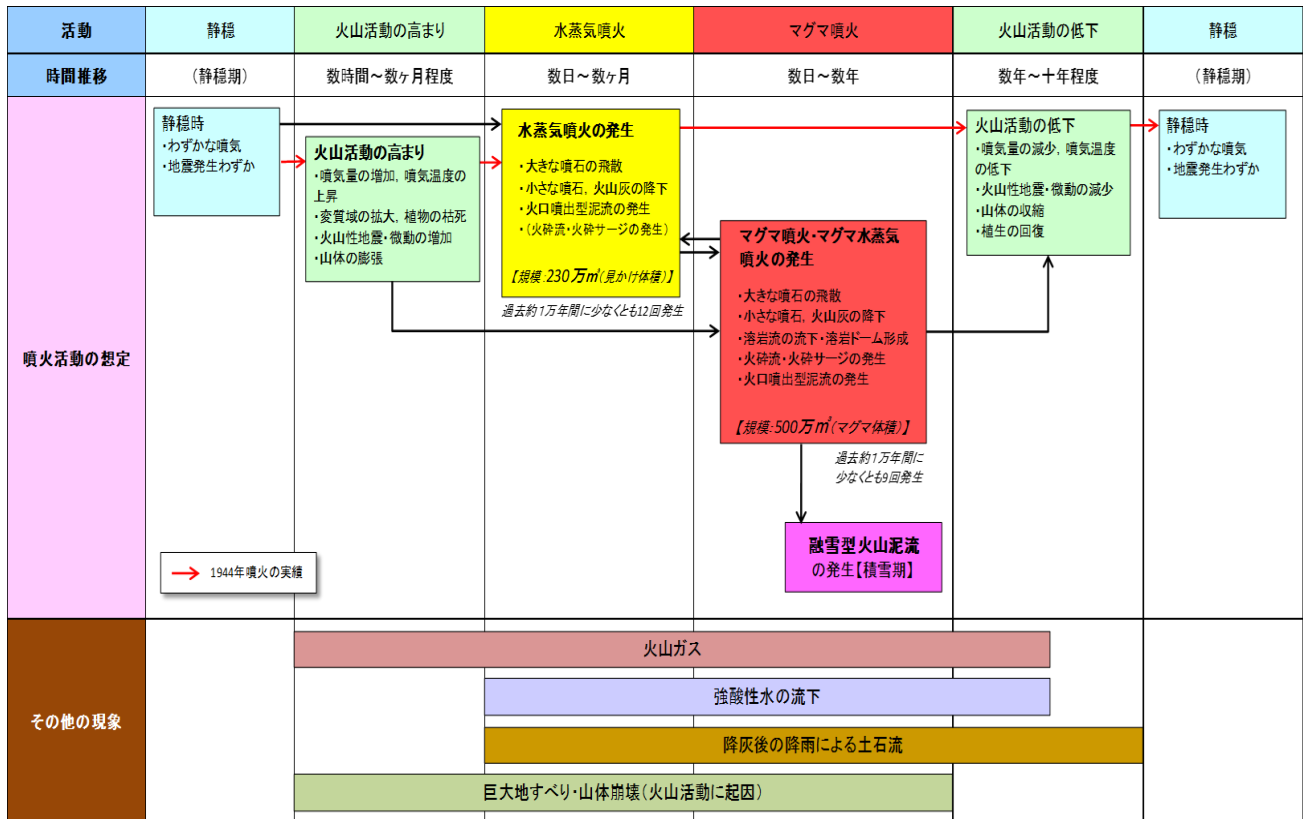 活動
静穏
火山活動の高まり
水蒸気噴火
マグマ噴火
火山活動の低下
静穏
時間推移
(静穏期)
数時間～数ヶ月程度
数日～数ヶ月
数日～数年
数年～十年程度
(静穏期)
噴火活動の想定
静穏時
・わずかな噴気
・地震発生わずか
火山活動の高まり
・噴気量の増加，噴気温度の
上昇
・変質域の拡大，植物の枯死
・火山性地震・微動の増加
・山体の膨張
水蒸気噴火の発生
・大きな噴石の飛散
・小さな噴石，火山灰の降下
・火口噴出型泥流の発生
・(火砕流・火砕サージの発生)
【規模：230万㎥(見かけ体積)】
過去約1万年間に少なくとも12回発生
マグマ噴火・マグマ水蒸気
噴火の発生
・大きな噴石の飛散
・小さな噴石，火山灰の降下
・溶岩流の流下・溶岩ドーム形成
・火砕流・火砕サージの発生
・火口噴出型泥流の発生
【規模：500万㎥(マグマ体積)】
過去約1万年間に
少なくとも9回発生
融雪型火山泥流
の発生【積雪期】
火山活動の低下
・噴気量の減少，噴気温度
の低下
・火山性地震・微動の減少
・山体の収縮
・植生の回復
静穏時
・わずかな噴気
・地震発生わずか
1944年噴火の実績
その他の現象
火山ガス
強酸性水の流下
降灰後の降雨による土石流
巨大地すべり・山体崩壊(火山活動に起因)